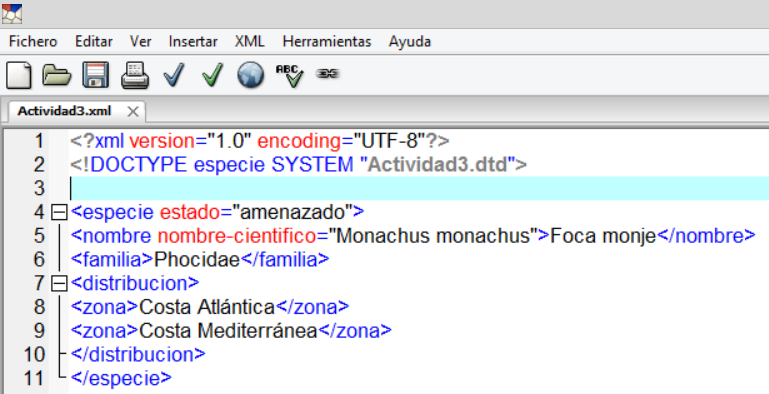 Fichero Editar Ver Insertar XML Herramientas Ayuda
ABC
Actividad3.xml
1 <?xml version="1.0" encoding="UTF-8"?>
2 <!DOCTYPE especie SYSTEM "Actividad3.dtd">
3
4 <especie estado="amenazado">
5 <nombre nombre-cientifico="Monachus monachus">Foca monje</nombre>
6 <familia>Phocidae</familia>
7 <distribucion>
8 <zona>Costa Atlántica</zona>
9 <zona>Costa Mediterránea</zona>
10 </distribucion>
11 </especie>